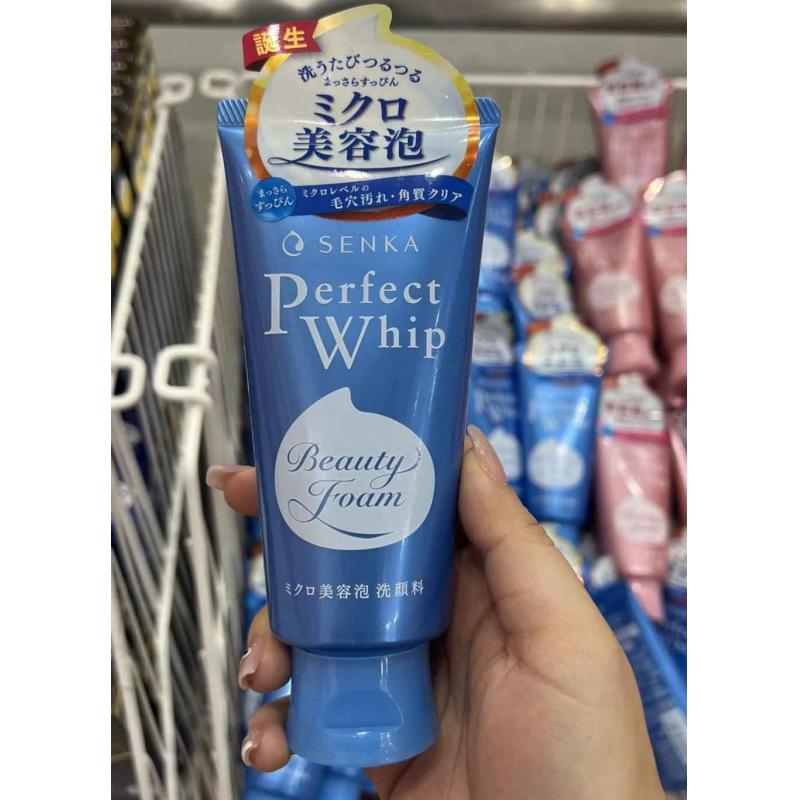 誕生
洗うたびつるつる
まっさらすっぴん
ミクロ
美容泡
まっさら
すっぴん
ミクロレベルの
毛穴汚れ・角質クリア
SENKA
Perfect
Whip
Beauty
Foam
ミクロ美容泡 洗顔料
Perfect
Whip